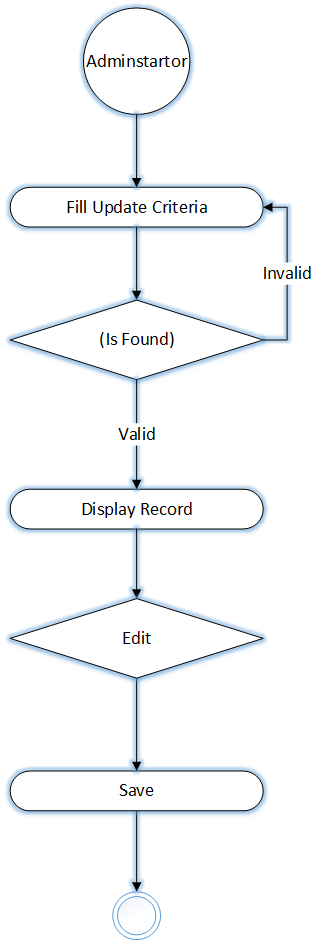 Adminstartor
Fill Update Criteria
Invalid
(Is Found)
Valid
Display Record
Edit
Save